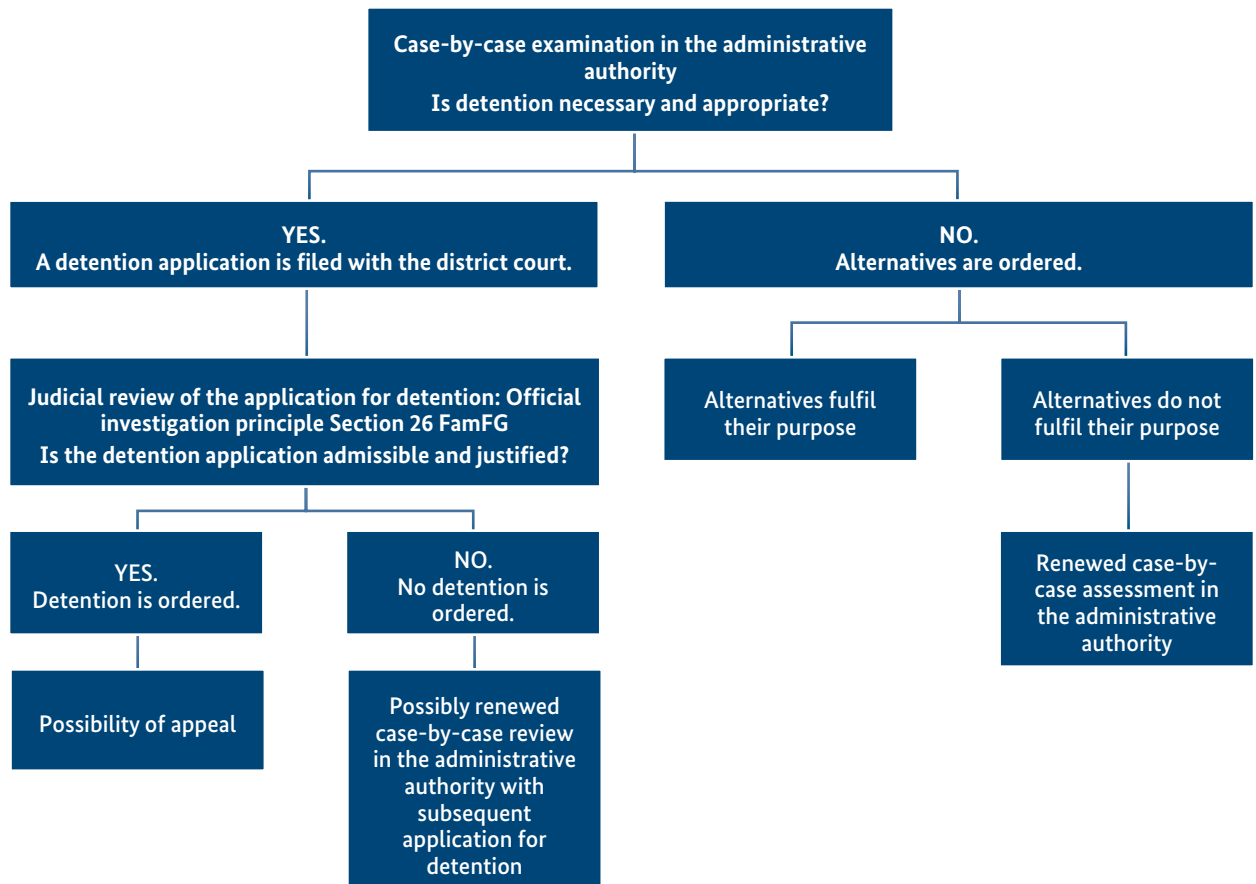 Case-by-case examination in the administrative
authority
Is detention necessary and appropriate?
YES.
A detention application is filed with the district court.
NO.
Alternatives are ordered.
Judicial review of the application for detention: Official
investigation principle Section 26 FamFG
Is the detention application admissible and justified?
Alternatives fulfil
their purpose
Alternatives do not
fulfil their purpose
YES.
Detention is ordered.
NO.
No detention is
ordered.
Renewed case-by-
case assessment in
the administrative
authority
Possibility of appeal
Possibly renewed
case-by-case review
in the administrative
authority with
subsequent
application for
detention